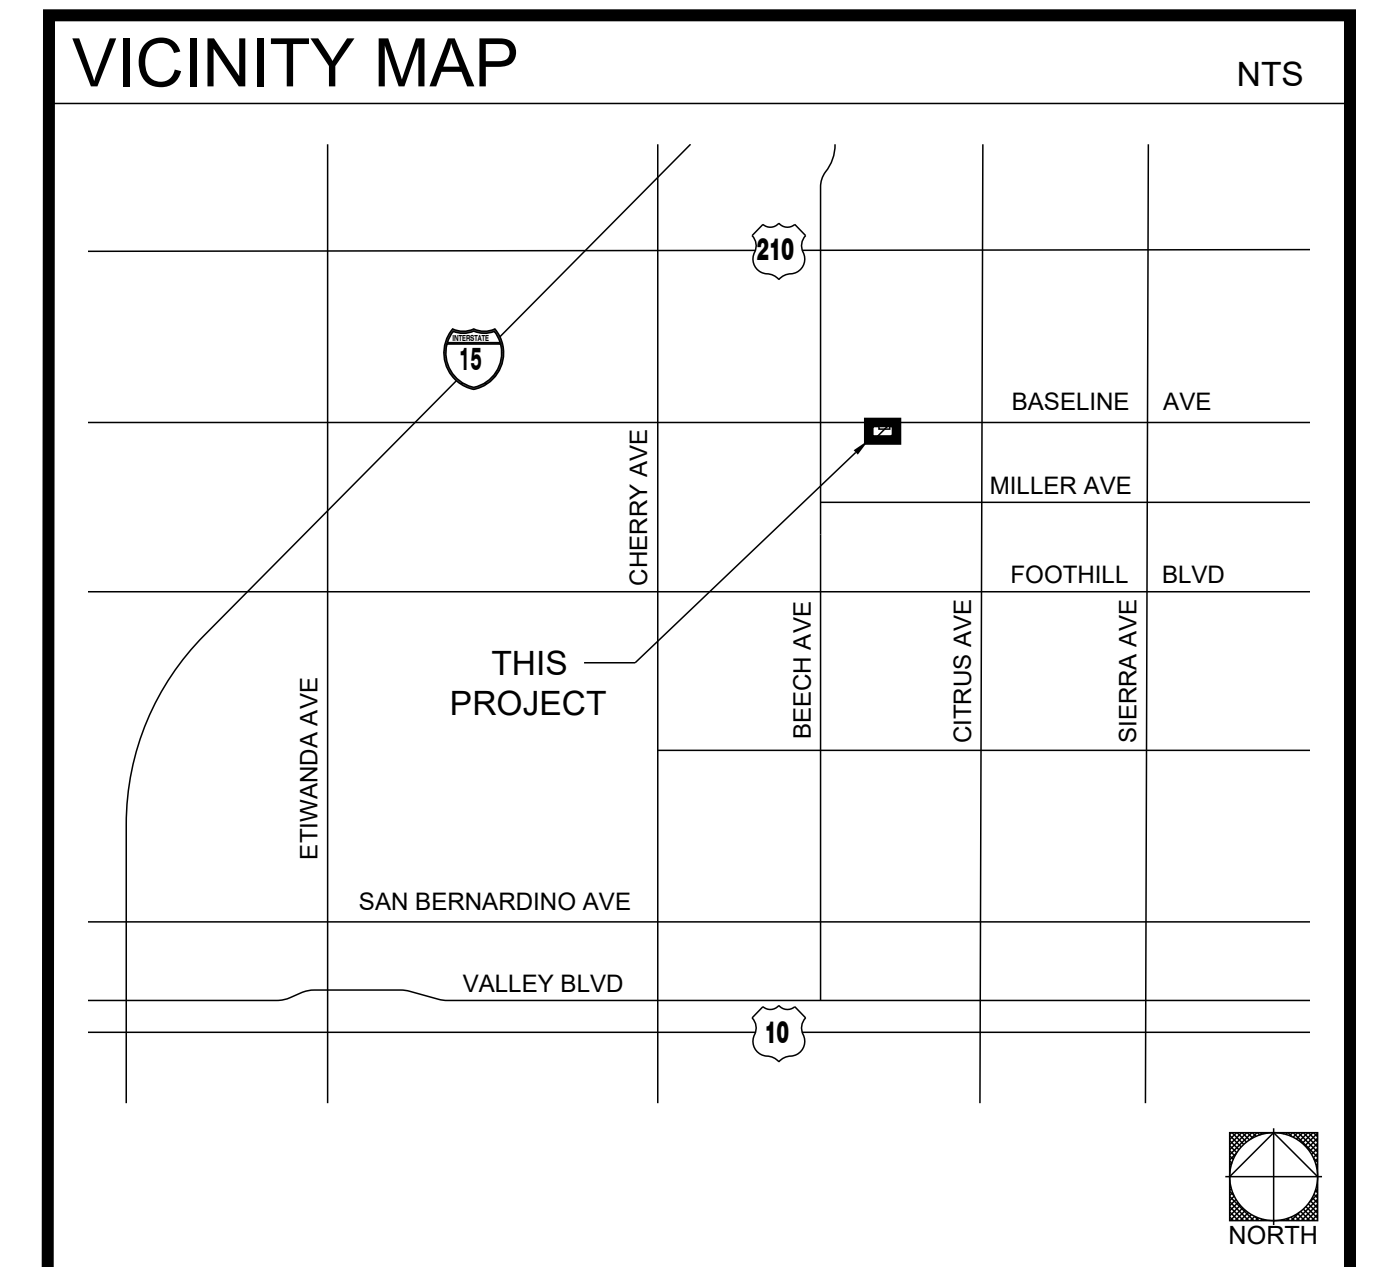 VICINITY MAP
NTS
210
INTERSTATE
15
BASELINE AVE
CHERRY AVE
MILLER AVE
FOOTHILL BLVD
THIS
PROJECT
BEECH AVE
CITRUS AVE
SIERRA AVE
ETIWANDA AVE
SAN BERNARDINO AVE
VALLEY BLVD
10
NORTH